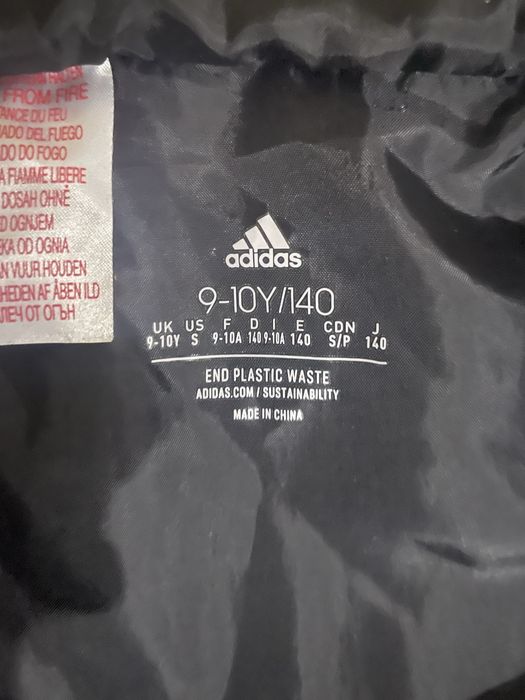 FROM FIRE
ANCE DU FEU
ADO DEL FUEGO
DO DO FOGO
A FIAMME LIBERE
DOSAH OHNĚ
D OGNJEM
KA OD OGNIA
N VUUR HOUDEN
HEDEN AF ÅBEN ILD
ОТ ОГЪН
adidas
9-10Y/140
UK US F D I E CDN J
9-10Y S 9-10A 140 9-10A 140 S/P 140
END PLASTIC WASTE
ADIDAS.COM / SUSTAINABILITY
MADE IN CHINA